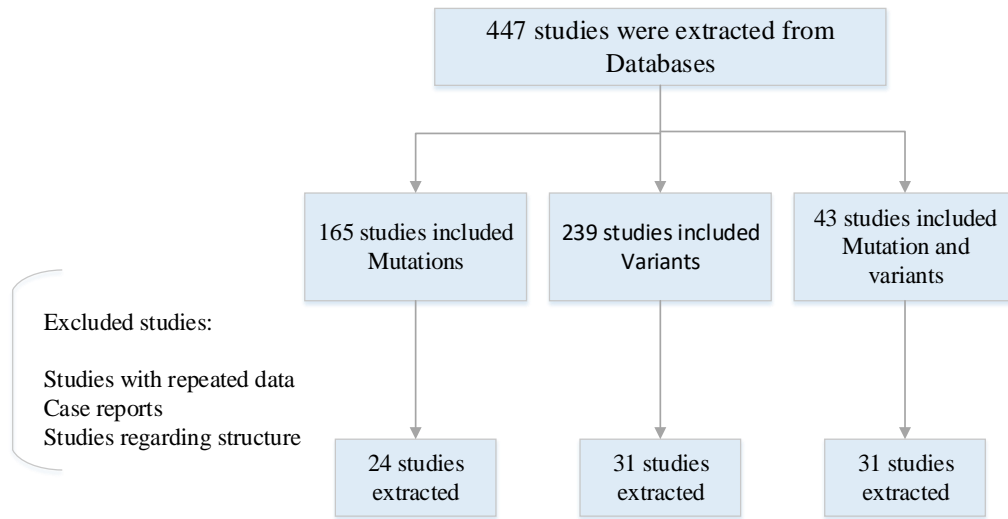 447 studies were extracted from
Databases
165 studies included
Mutations
239 studies included
Variants
43 studies included
Mutation and
variants
Excluded studies:
Studies with repeated data
Case reports
Studies regarding structure
24 studies
extracted
31 studies
extracted
31 studies
extracted